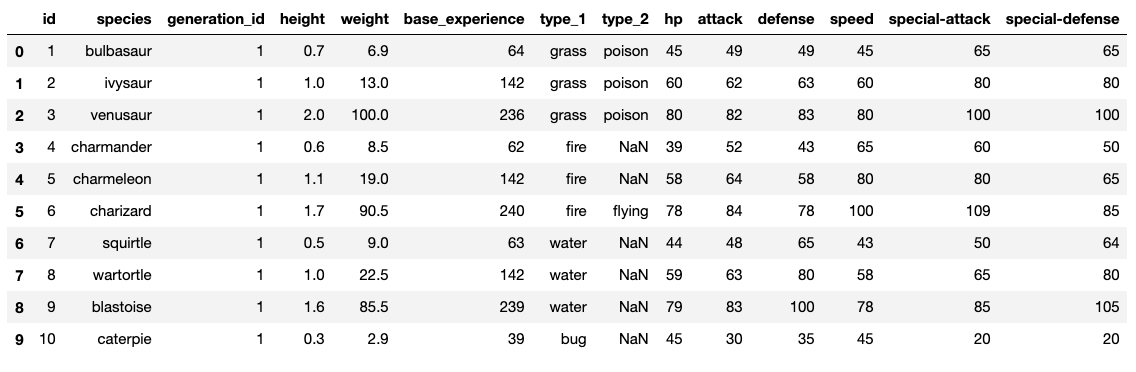 id species generation_id height weight base_experience type_1 type_2 hp attack defense speed special-attack special-defense
0 1 bulbasaur 1 0.7 6.9 64 grass poison 45 49 49 45 65 65
1 2 ivysaur 1 1.0 13.0 142 grass poison 60 62 63 60 80 80
2 3 venusaur 1 2.0 100.0 236 grass poison 80 82 83 80 100 100
3 4 charmander 1 0.6 8.5 62 fire NaN 39 52 43 65 60 50
4 5 charmeleon 1 1.1 19.0 142 fire NaN 58 64 58 80 80 65
5 6 charizard 1 1.7 90.5 240 fire flying 78 84 78 100 109 85
6 7 squirtle 1 0.5 9.0 63 water NaN 44 48 65 43 50 64
7 8 wartortle 1 1.0 22.5 142 water NaN 59 63 80 58 65 80
8 9 blastoise 1 1.6 85.5 239 water NaN 79 83 100 78 85 105
9 10 caterpie 1 0.3 2.9 39 bug NaN 45 30 35 45 20 20